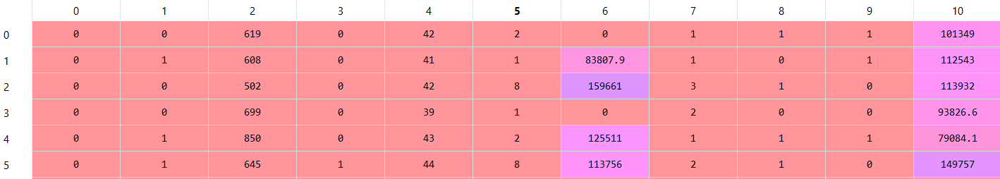 0 1 2 3 4 5 6 7 8 9 10
0 0 0 619 0 42 2 0 1 1 1 101349
1 0 1 608 0 41 1 83807.9 1 0 1 112543
2 0 0 502 0 42 8 159661 3 1 0 113932
3 0 0 699 0 39 1 0 2 0 0 93826.6
4 0 1 850 0 43 2 125511 1 1 1 79084.1
5 0 1 645 1 44 8 113756 2 1 0 149757